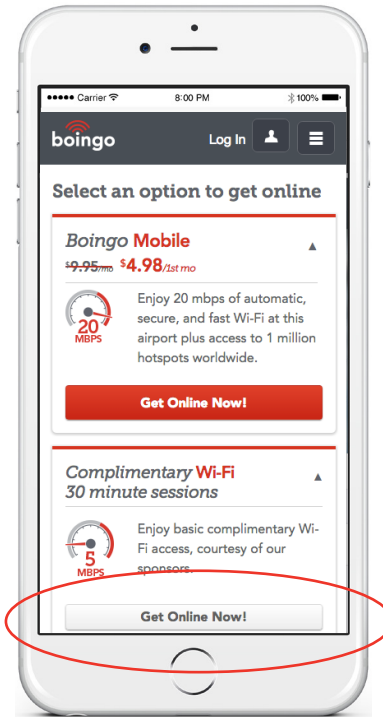 Carrier 8:00 PM 100%
boingo Log In
Select an option to get online
Boingo Mobile
$9.95/mo $4.98/1st mo
Enjoy 20 mbps of automatic,
secure, and fast Wi-Fi at this
airport plus access to 1 million
hotspots worldwide.
20
MBPS
Get Online Now!
Complimentary Wi-Fi
30 minute sessions
Enjoy basic complimentary Wi-
Fi access, courtesy of our
sponsors.
5
MBPS
Get Online Now!